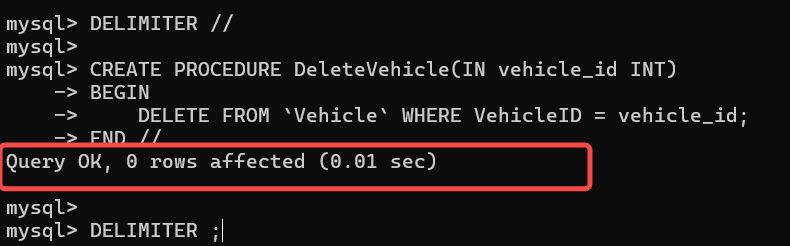 mysql> DELIMITER //
mysql>
mysql> CREATE PROCEDURE DeleteVehicle(IN vehicle_id INT)
    -> BEGIN
    ->     DELETE FROM `Vehicle` WHERE VehicleID = vehicle_id;
    -> END //
Query OK, 0 rows affected (0.01 sec)
mysql>
mysql> DELIMITER ;